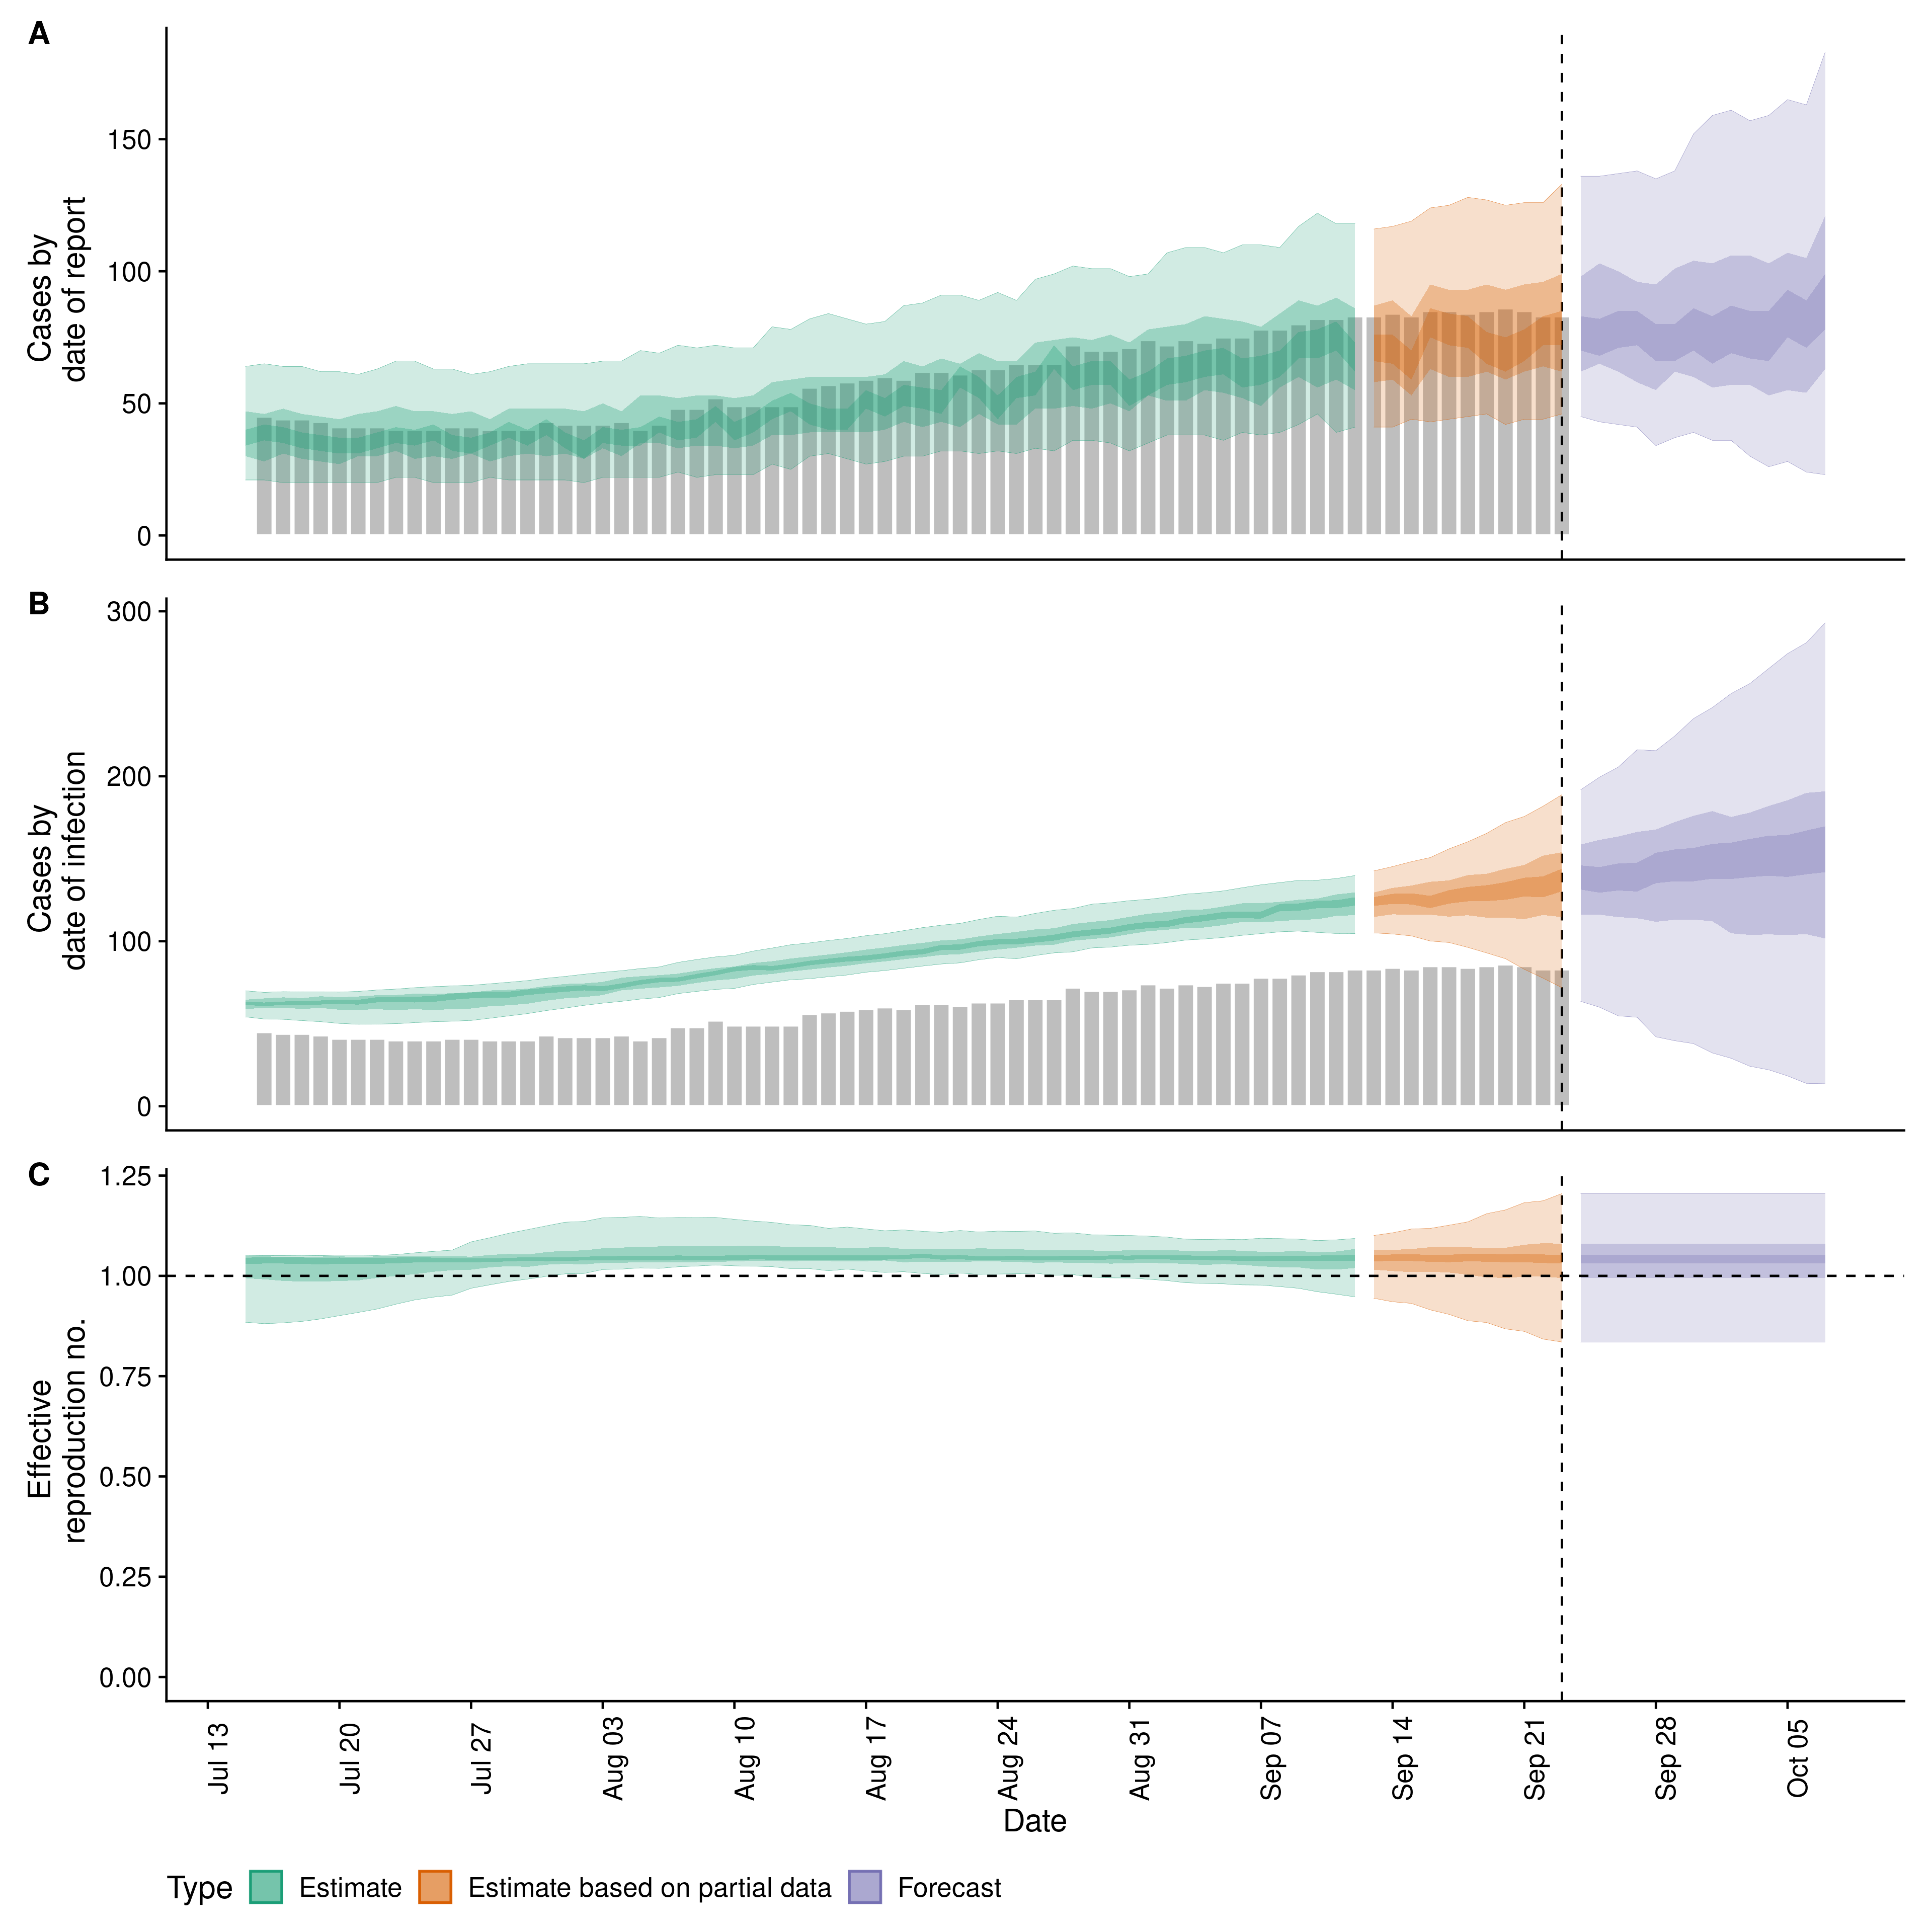 A
Cases by
date of report
150
100
50
0
B
Cases by
date of infection
300
200
100
0
C
Effective
reproduction no.
1.25
1.00
0.75
0.50
0.25
0.00
Jul 13
Jul 20
Jul 27
Aug 03
Aug 10
Aug 17
Aug 24
Aug 31
Sep 07
Sep 14
Sep 21
Sep 28
Oct 05
Date
Type Estimate Estimate based on partial data Forecast